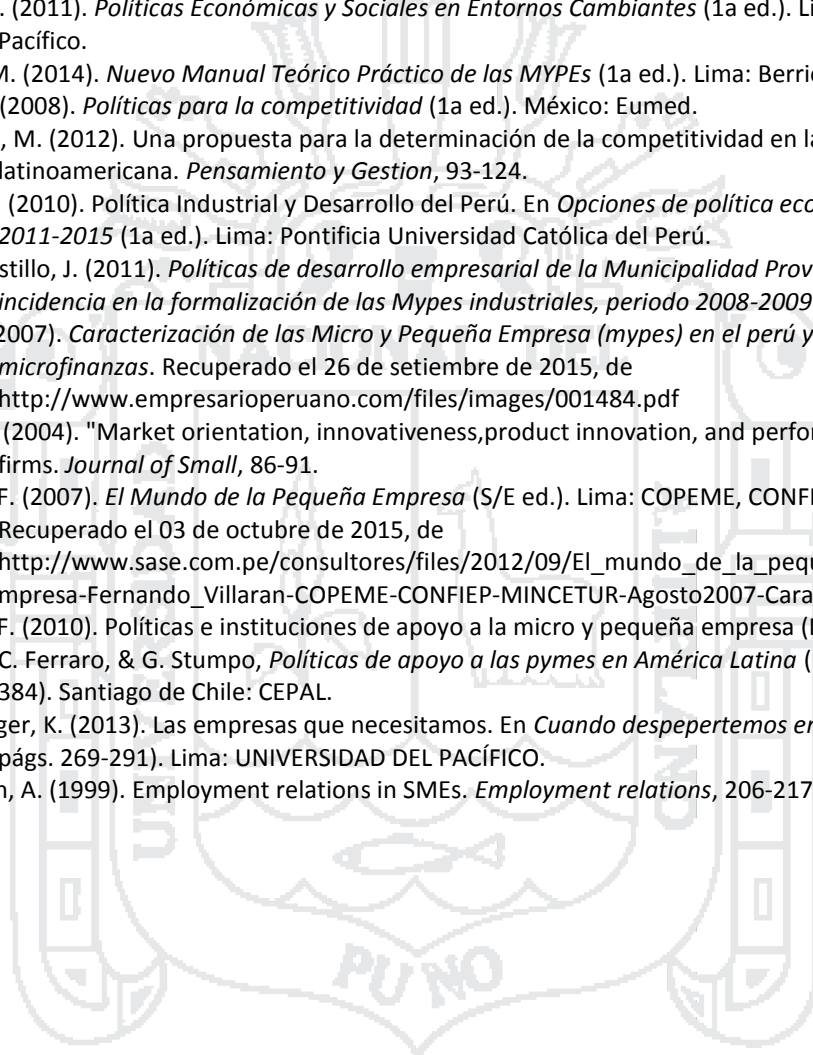 . (2011). Políticas Económicas y Sociales en Entornos Cambiantes (1a ed.). Li
Pacífico.
M. (2014). Nuevo Manual Teórico Práctico de las MYPEs (1a ed.). Lima: Berri
(2008). Políticas para la competitividad (1a ed.). México: Eumed.
, M. (2012). Una propuesta para la determinación de la competitividad en la
latinoamericana. Pensamiento y Gestion, 93-124.
(2010). Política Industrial y Desarrollo del Perú. En Opciones de política eco
2011-2015 (1a ed.). Lima: Pontificia Universidad Católica del Perú.
stillo, J. (2011). Políticas de desarrollo empresarial de la Municipalidad Prov
incidencia en la formalización de las Mypes industriales, periodo 2008-2009
2007). Caracterización de las Micro y Pequeña Empresa (mypes) en el perú y
microfinanzas. Recuperado el 26 de setiembre de 2015, de
http://www.empresarioperuano.com/files/images/001484.pdf
(2004). "Market orientation, innovativeness,product innovation, and perfor
firms. Journal of Small, 86-91.
F. (2007). El Mundo de la Pequeña Empresa (S/E ed.). Lima: COPEME, CONFI
Recuperado el 03 de octubre de 2015, de
http://www.sase.com.pe/consultores/files/2012/09/El_mundo_de_la_pequ
mpresa-Fernando_Villaran-COPEME-CONFIEP-MINCETUR-Agosto2007-Cara
F. (2010). Políticas e instituciones de apoyo a la micro y pequeña empresa (
C. Ferraro, & G. Stumpo, Políticas de apoyo a las pymes en América Latina (
384). Santiago de Chile: CEPAL.
ger, K. (2013). Las empresas que necesitamos. En Cuando despepertemos en
págs. 269-291). Lima: UNIVERSIDAD DEL PACÍFICO.
n, A. (1999). Employment relations in SMEs. Employment relations, 206-217
UNIVERSIDAD
NACIONAL DEL
ALTIPLANO
PUNO